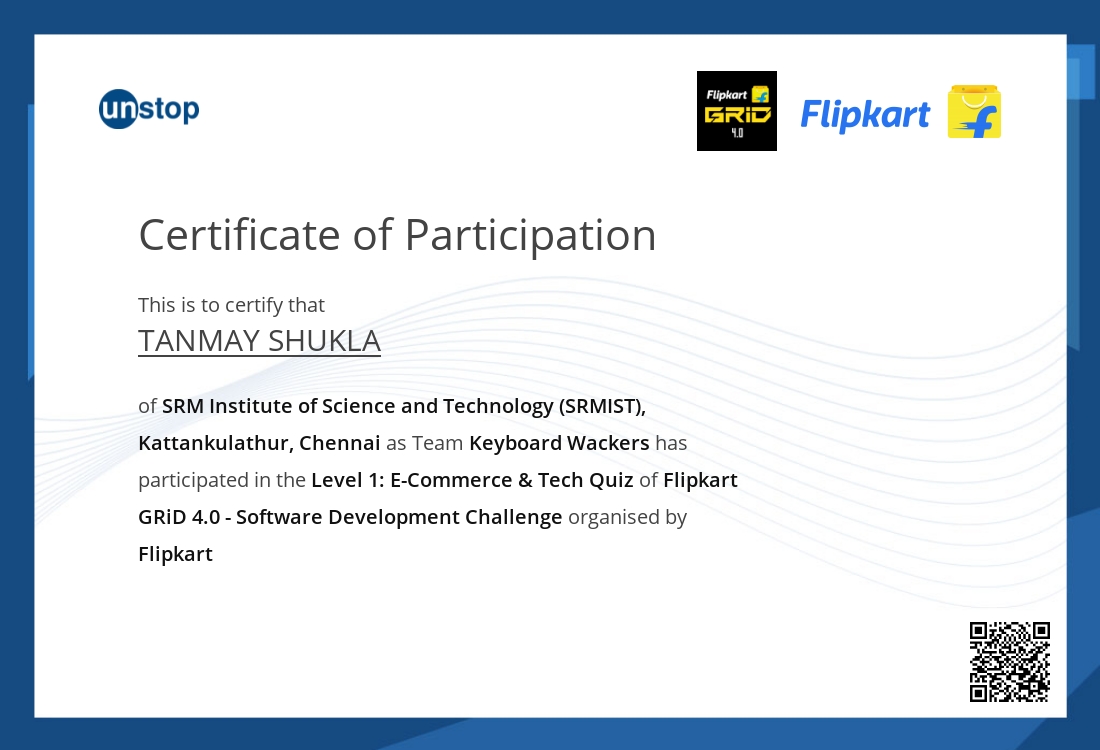 unstop
Flipkart
GRiD
4.0
Flipkart
Certificate of Participation
This is to certify that
TANMAY SHUKLA
of SRM Institute of Science and Technology (SRMIST),
Kattankulathur, Chennai as Team Keyboard Wackers has
participated in the Level 1: E-Commerce & Tech Quiz of Flipkart
GRiD 4.0 - Software Development Challenge organised by
Flipkart